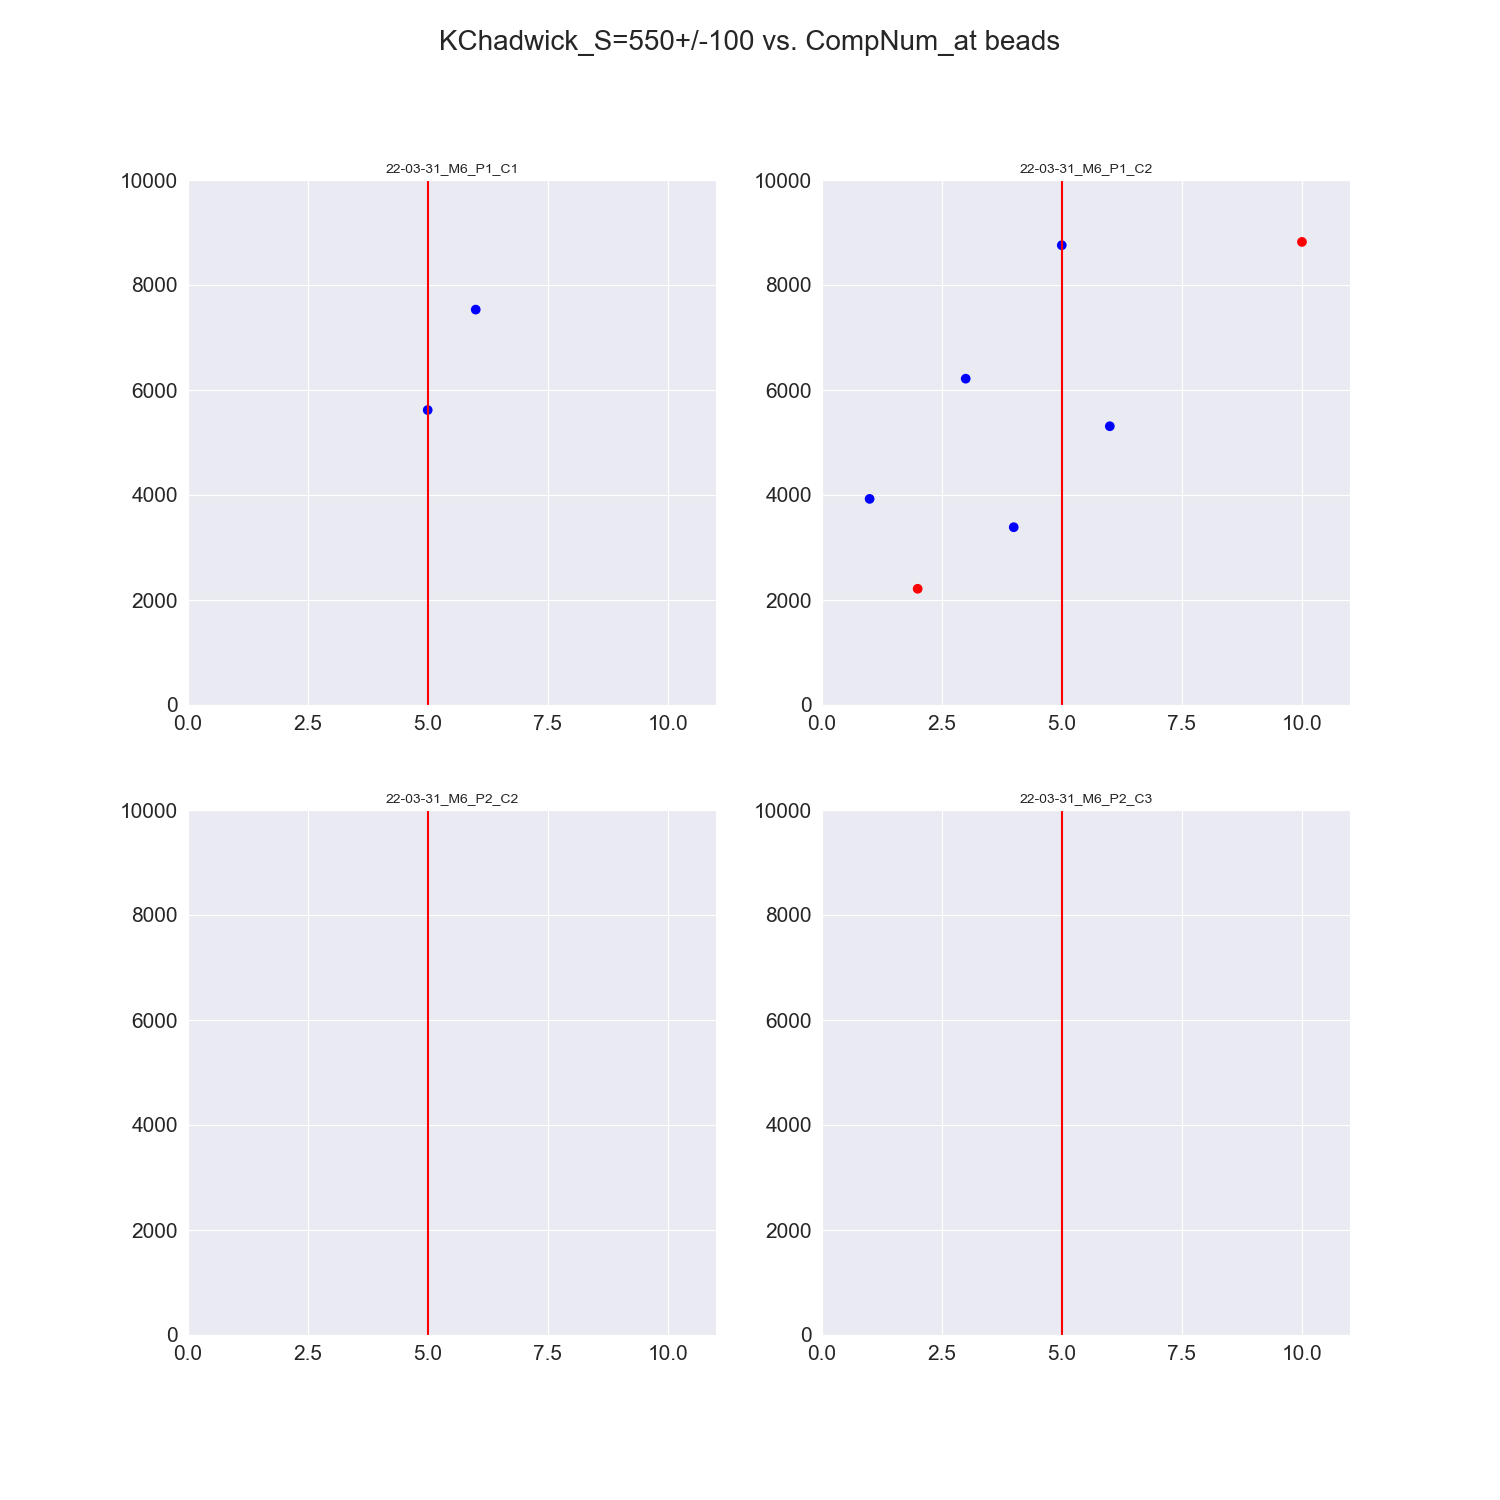 KChadwick_S=550+/-100 vs. CompNum_at beads
22-03-31_M6_P1_C1
10000
8000
6000
4000
2000
0
0.0 2.5 5.0 7.5 10.0
22-03-31_M6_P1_C2
10000
8000
6000
4000
2000
0
0.0 2.5 5.0 7.5 10.0
22-03-31_M6_P2_C2
10000
8000
6000
4000
2000
0
0.0 2.5 5.0 7.5 10.0
22-03-31_M6_P2_C3
10000
8000
6000
4000
2000
0
0.0 2.5 5.0 7.5 10.0